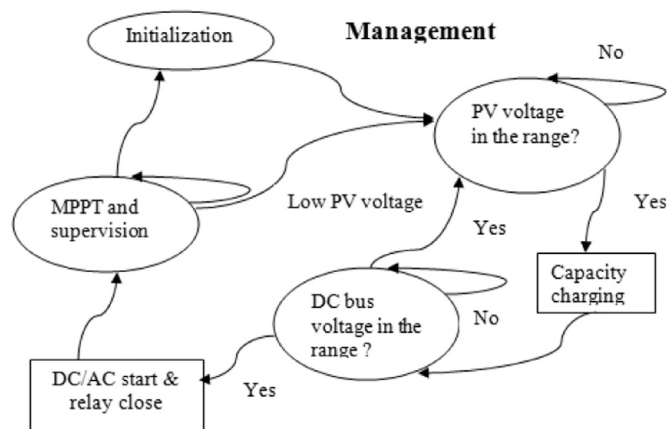 Management
Initialization
No
PV voltage
in the range?
MPPT and
supervision
Low PV voltage
Yes
Yes
Capacity
charging
DC bus
voltage in the
range ?
No
DC/AC start &
relay close
Yes